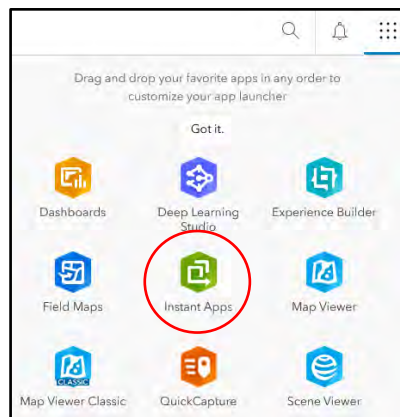 Drag and drop your favorite apps in any order to
customize your app launcher
Got it.
Dashboards
Deep Learning
Studio
Experience Builder
Field Maps
Instant Apps
Map Viewer
CLASSIC
Map Viewer Classic
QuickCapture
Scene Viewer